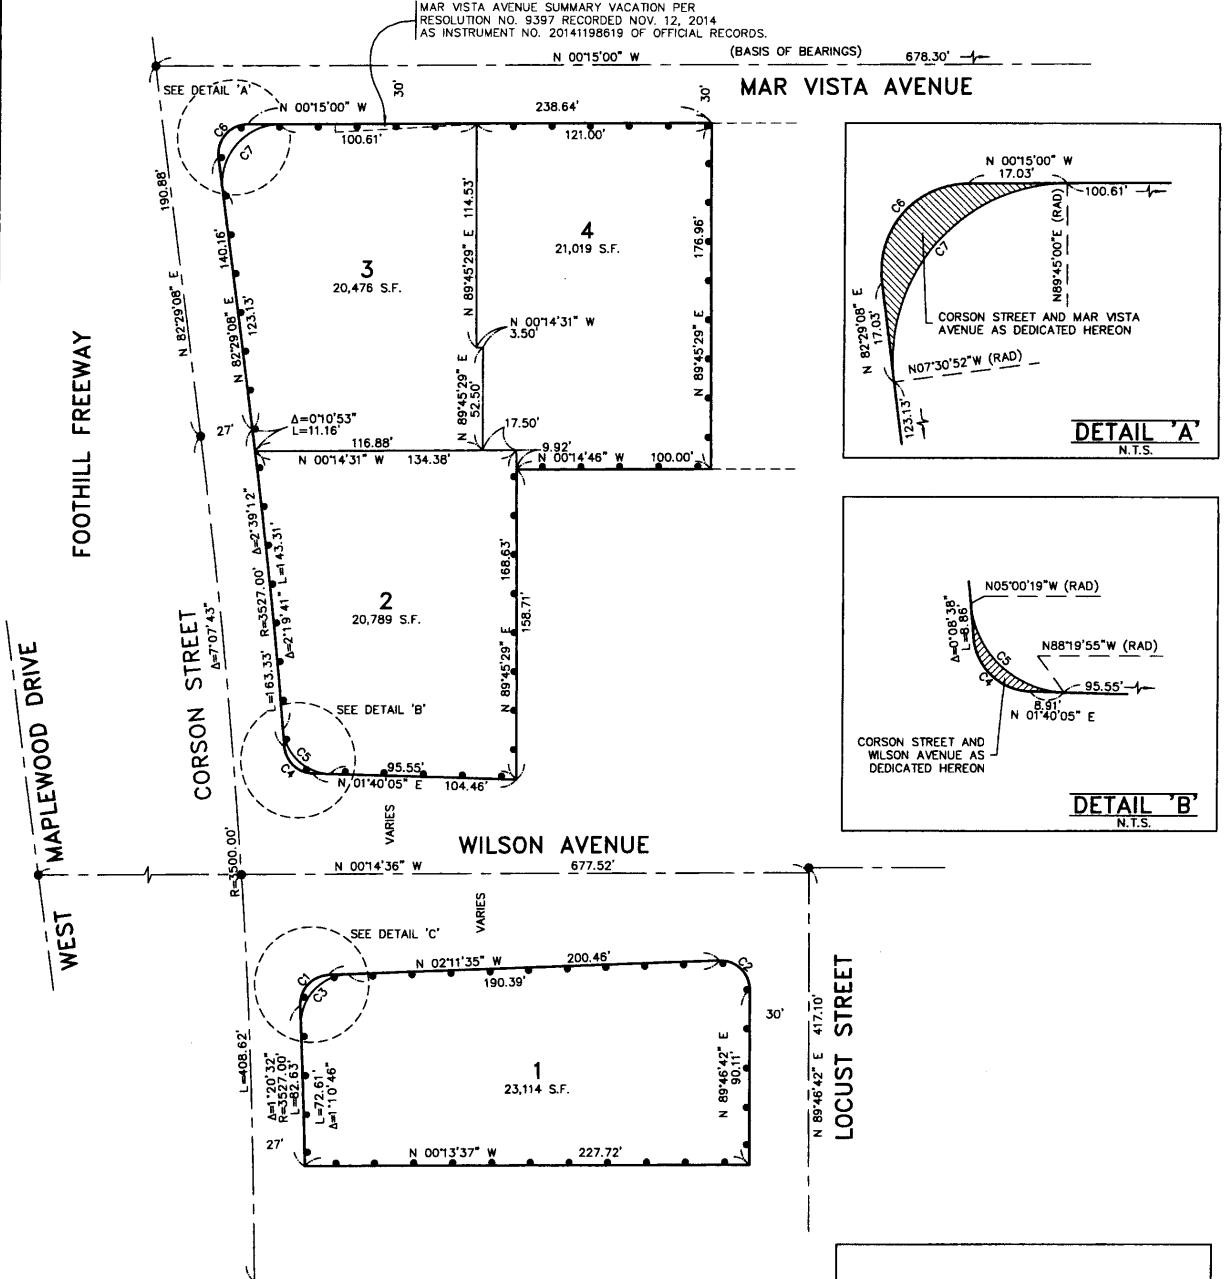 MAR VISTA AVENUE SUMMARY VACATION PER
RESOLUTION NO. 9397 RECORDED NOV. 12, 2014
AS INSTRUMENT NO. 20141198619 OF OFFICIAL RECORDS.
(BASIS OF BEARINGS)
N 00°15'00" W
678.30'
MAR VISTA AVENUE
SEE DETAIL 'A'
30'
30'
N 00°15'00" W
238.64'
100.61'
121.00'
C6
C7
190.88'
N 82°29'08" E
140.16'
N 82°29'08" E
123.13'
3
20,476 S.F.
N 89°45'29" E 114.53'
4
21,019 S.F.
176.96'
N 89°45'29" E
N 00°14'31" W
3.50'
N 89°45'29" E
52.50'
17.50'
FOOTHILL FREEWAY
27'
Δ=0°10'53"
L=11.16'
116.88'
N 00°14'31" W 134.38'
9.92'
N 00°14'46" W 100.00'
Δ=2°39'12"
R=3527.00'
L=163.33'
Δ=2°19'41" L=143.31'
2
20,789 S.F.
168.63'
N 89°45'29" E
158.71'
CORSON STREET
Δ=7°07'43"
R=3500.00'
L=408.62'
SEE DETAIL 'B'
C5
C4
95.55'
N 01°40'05" E 104.46'
VARIES
WEST MAPLEWOOD DRIVE
WILSON AVENUE
N 00°14'36" W
677.52'
VARIES
SEE DETAIL 'C'
C1
C3
N 02°11'35" W 200.46'
190.39'
C2
30'
Δ=1°20'32"
R=3527.00'
L=82.63'
L=72.61'
Δ=1°10'46"
1
23,114 S.F.
N 89°46'42" E
90.11'
N 89°46'42" E 417.10'
LOCUST STREET
27'
N 00°13'37" W
227.72'
N 00°15'00" W
17.03'
100.61'
C6
C7
N89°45'00"E (RAD)
N 82°29'08" E
17.03'
CORSON STREET AND MAR VISTA
AVENUE AS DEDICATED HEREON
N07°30'52"W (RAD)
123.13'
DETAIL 'A'
N.T.S.
N05°00'19"W (RAD)
Δ=0°08'38"
L=8.86'
N88°19'55"W (RAD)
C5
C4
95.55'
8.91'
N 01°40'05" E
CORSON STREET AND
WILSON AVENUE AS
DEDICATED HEREON
DETAIL 'B'
N.T.S.